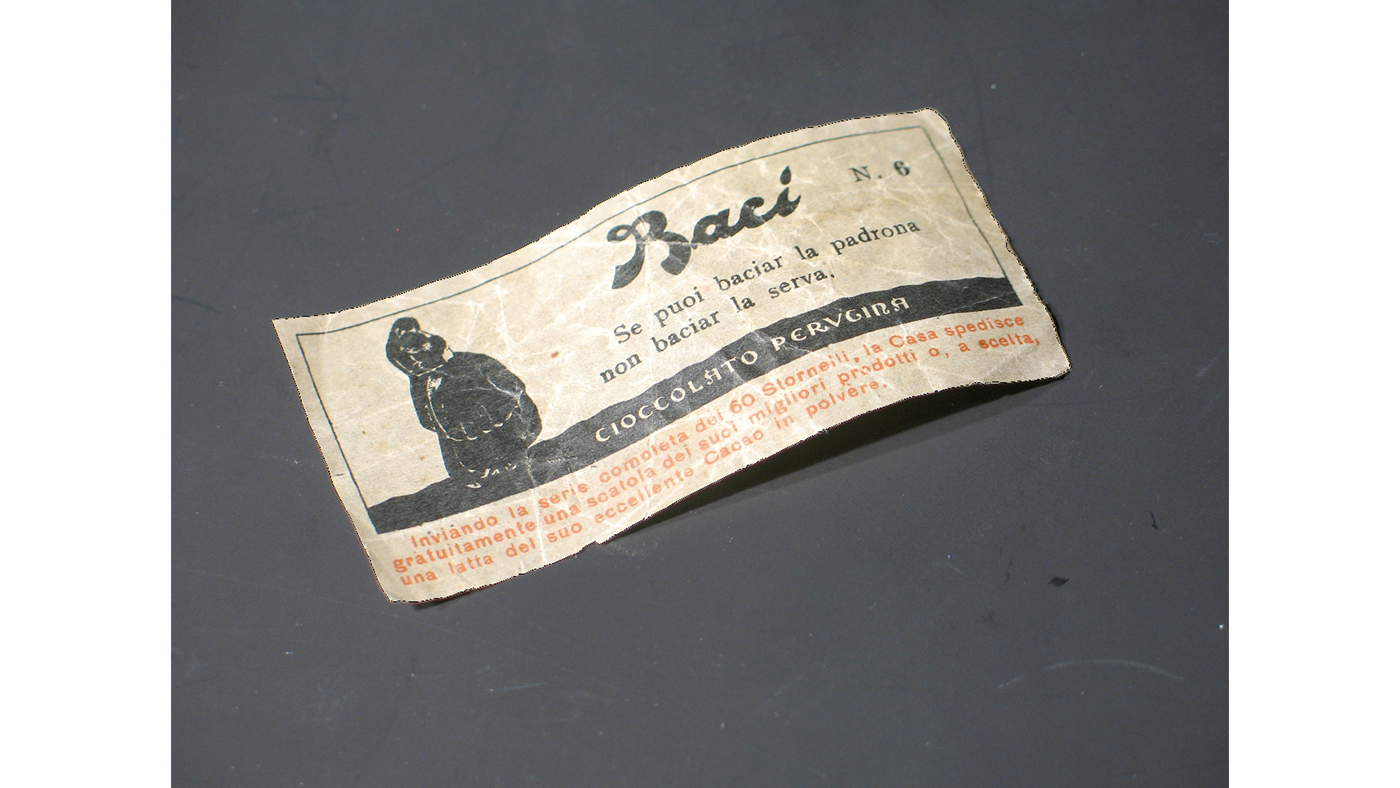 Baci
N. 6
Se puoi baciar la padrona
non baciar la serva.
CIOCCOLATO PERVGINA
Inviando la serie completa dei 60 Stornelli, la Casa spedisce
gratuitamente una scatola dei suoi migliori prodotti o, a scelta,
una latta del suo eccellente Cacao in polvere.